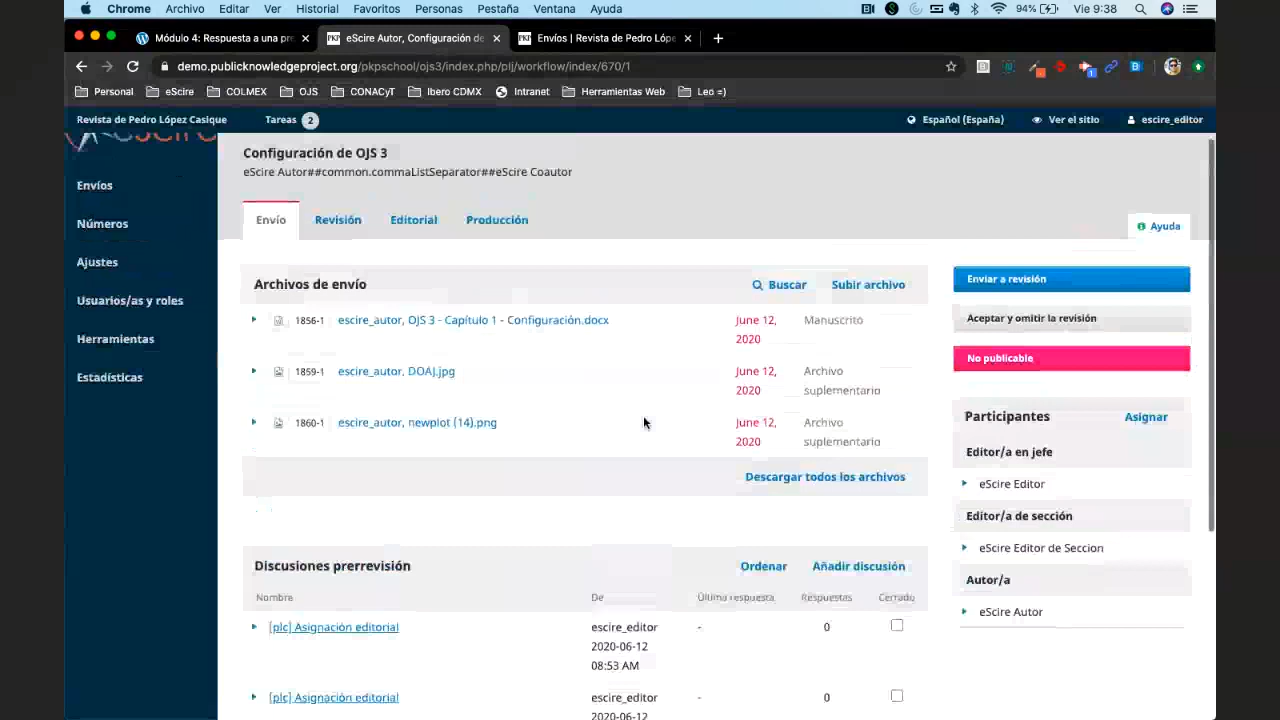 Chrome Archivo Editar Ver Historial Favoritos Personas Pestaña Ventana Ayuda 94% Vie 9:38
Módulo 4: Respuesta a una pre
eScire Autor, Configuración de
Envíos | Revista de Pedro Lópe
demo.publicknowledgeproject.org/pkpschool/ojs3/index.php/plj/workflow/index/670/1
Personal eScire COLMEX OJS CONACyT Ibero CDMX Intranet Herramientas Web Leo =)
Revista de Pedro López Casique Tareas 2 Español (España) Ver el sitio escire_editor
Envíos
Números
Ajustes
Usuarios/as y roles
Herramientas
Estadísticas
Configuración de OJS 3
eScire Autor##common.commaListSeparator##eScire Coautor
Envío Revisión Editorial Producción
Ayuda
Archivos de envío Buscar Subir archivo
1856-1 escire_autor, OJS 3 - Capítulo 1 - Configuración.docx June 12, 2020 Manuscrito
1859-1 escire_autor, DOAJ.jpg June 12, 2020 Archivo suplementario
1860-1 escire_autor, newplot (14).png June 12, 2020 Archivo suplementario
Descargar todos los archivos
Discusiones prerrevisión Ordenar Añadir discusión
Nombre De Última respuesta Respuestas Cerrado
[plc] Asignación editorial escire_editor - 0
2020-06-12
08:53 AM
[plc] Asignación editorial escire_editor - 0
2020-06-12
Enviar a revisión
Aceptar y omitir la revisión
No publicable
Participantes Asignar
Editor/a en jefe
eScire Editor
Editor/a de sección
eScire Editor de Seccion
Autor/a
eScire Autor